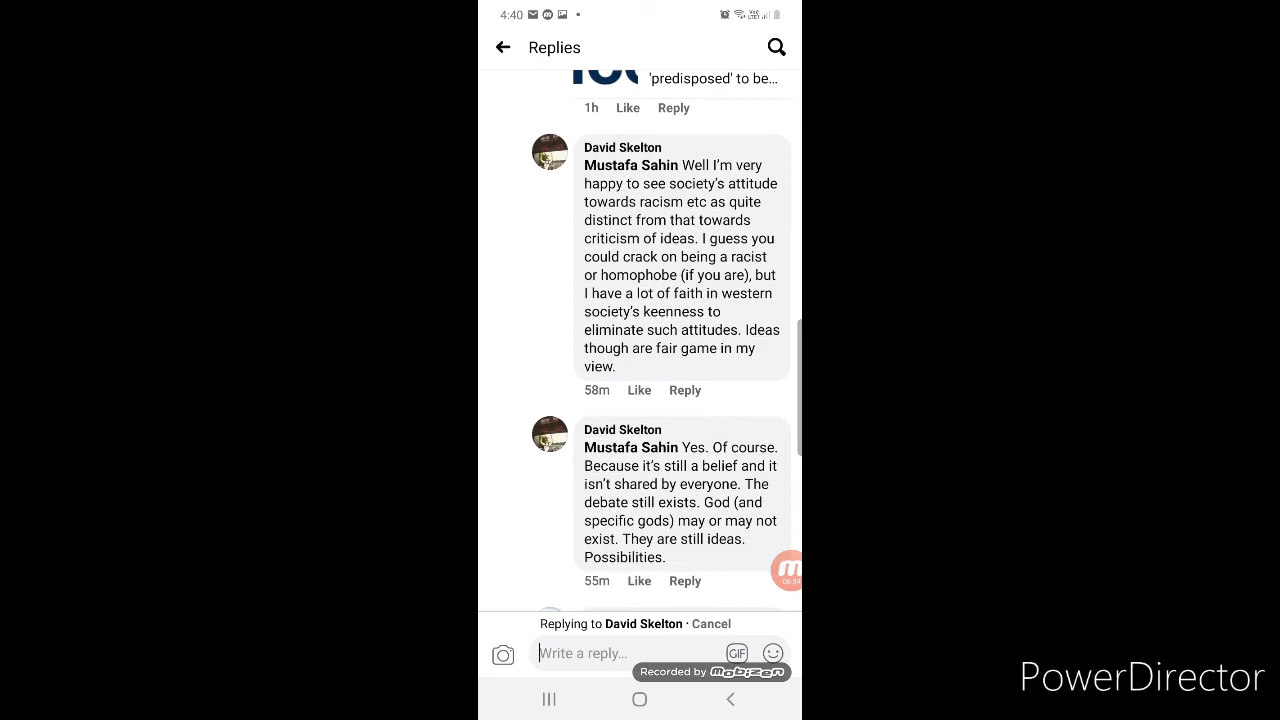 4:40
Replies
'predisposed' to be...
1h Like Reply
David Skelton
Mustafa Sahin Well I'm very
happy to see society's attitude
towards racism etc as quite
distinct from that towards
criticism of ideas. I guess you
could crack on being a racist
or homophobe (if you are), but
I have a lot of faith in western
society's keenness to
eliminate such attitudes. Ideas
though are fair game in my
view.
58m Like Reply
David Skelton
Mustafa Sahin Yes. Of course.
Because it's still a belief and it
isn't shared by everyone. The
debate still exists. God (and
specific gods) may or may not
exist. They are still ideas.
Possibilities.
06:34
55m Like Reply
Replying to David Skelton · Cancel
Write a reply...
GIF
Recorded by mobizen
PowerDirector